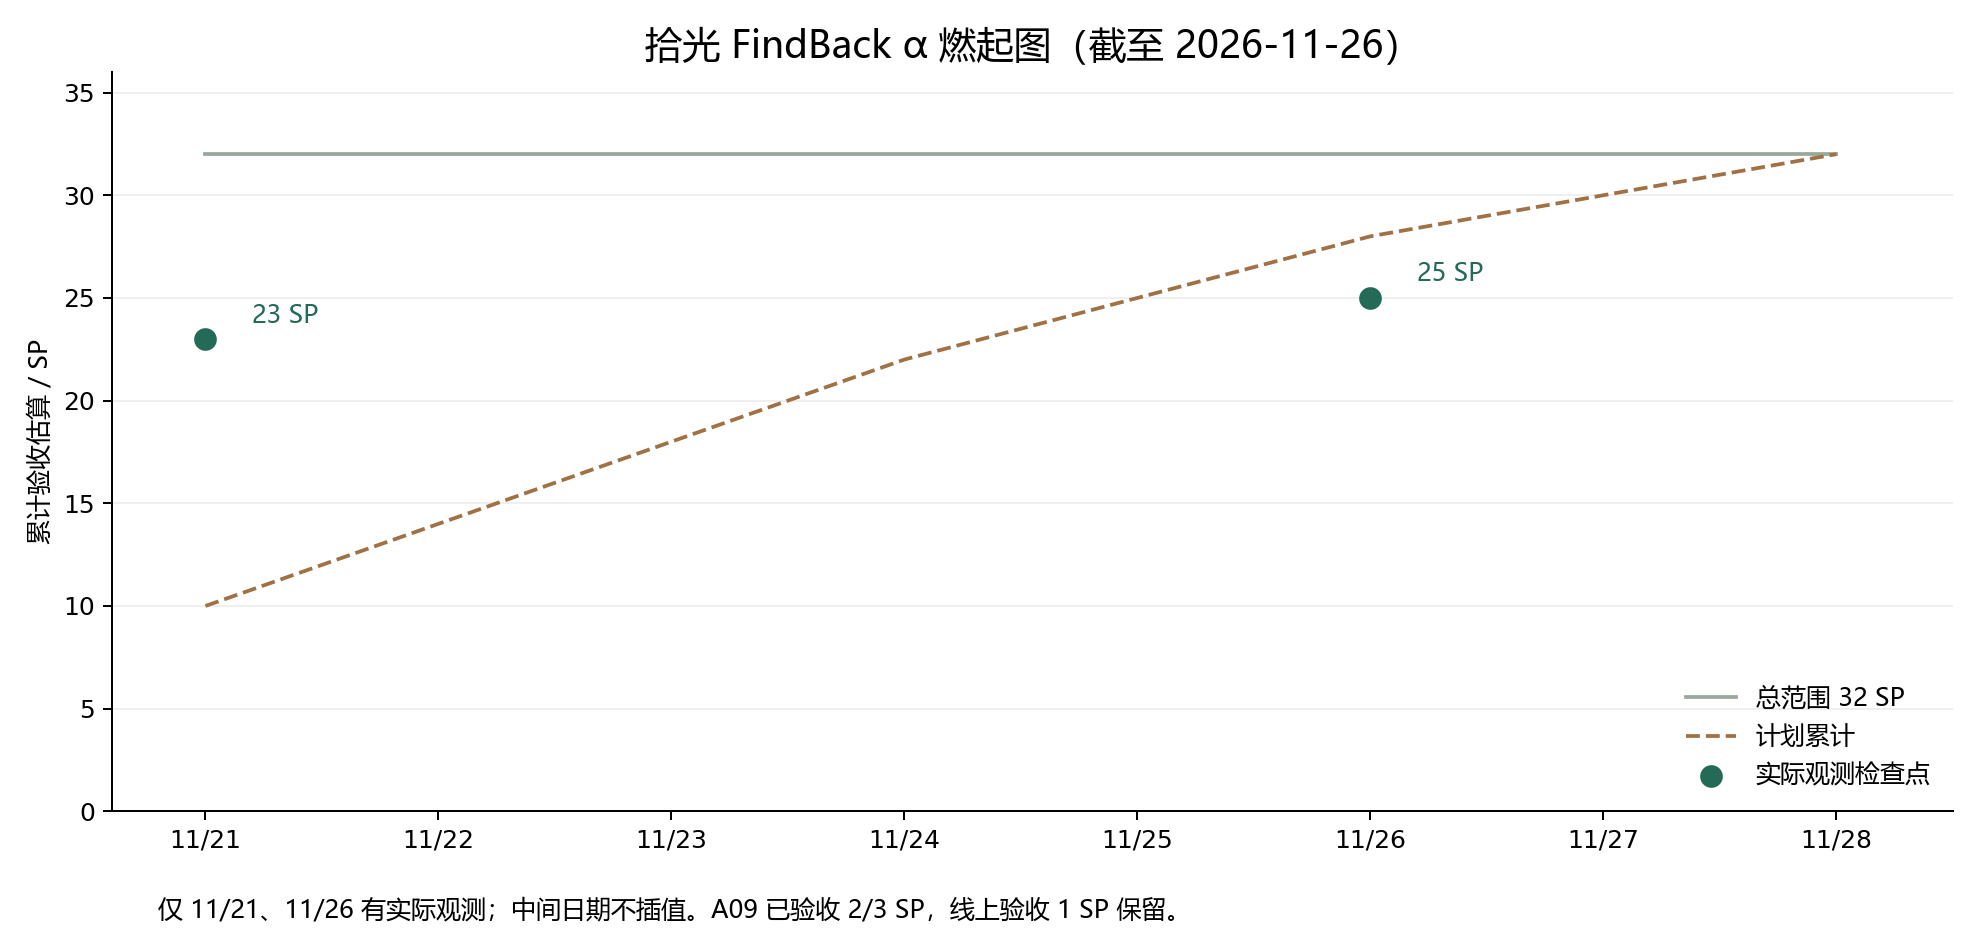 拾光 FindBack α 燃起图（截至 2026-11-26）
累计验收估算 / SP
35
30
25
20
15
10
5
0
23 SP
25 SP
总范围 32 SP
计划累计
实际观测检查点
11/21
11/22
11/23
11/24
11/25
11/26
11/27
11/28
仅 11/21、11/26 有实际观测；中间日期不插值。A09 已验收 2/3 SP，线上验收 1 SP 保留。